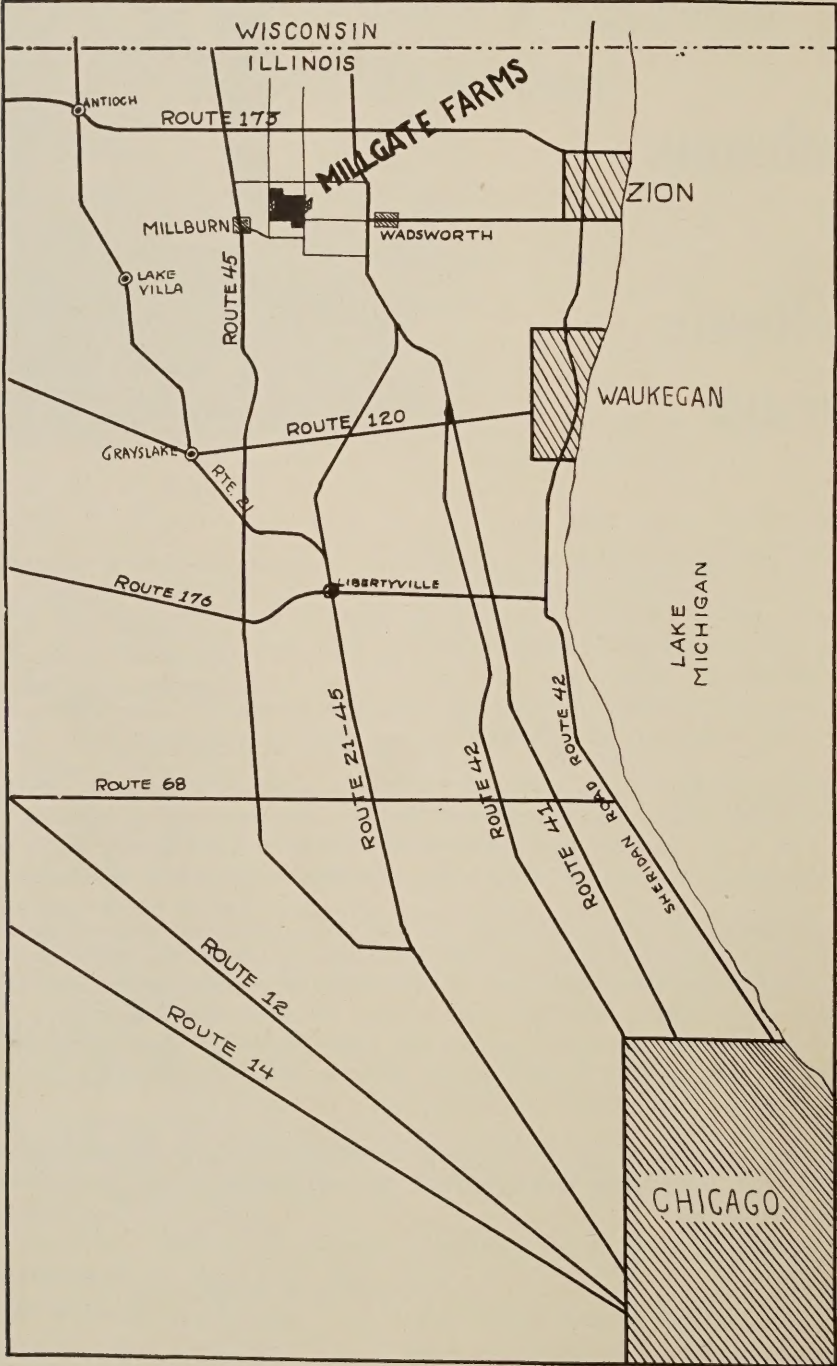 WISCONSIN
ILLINOIS
MILLGATE FARMS
ANTIOCH
ROUTE 173
ZION
MILLBURN
WADSWORTH
LAKE
VILLA
ROUTE 45
WAUKEGAN
ROUTE 120
GRAYSLAKE
RTE. 21
ROUTE 176
LIBERTYVILLE
LAKE
MICHIGAN
ROUTE 21-45
ROUTE 42
ROUTE 41
SHERIDAN ROAD ROUTE 42
ROUTE 68
ROUTE 12
ROUTE 14
CHICAGO